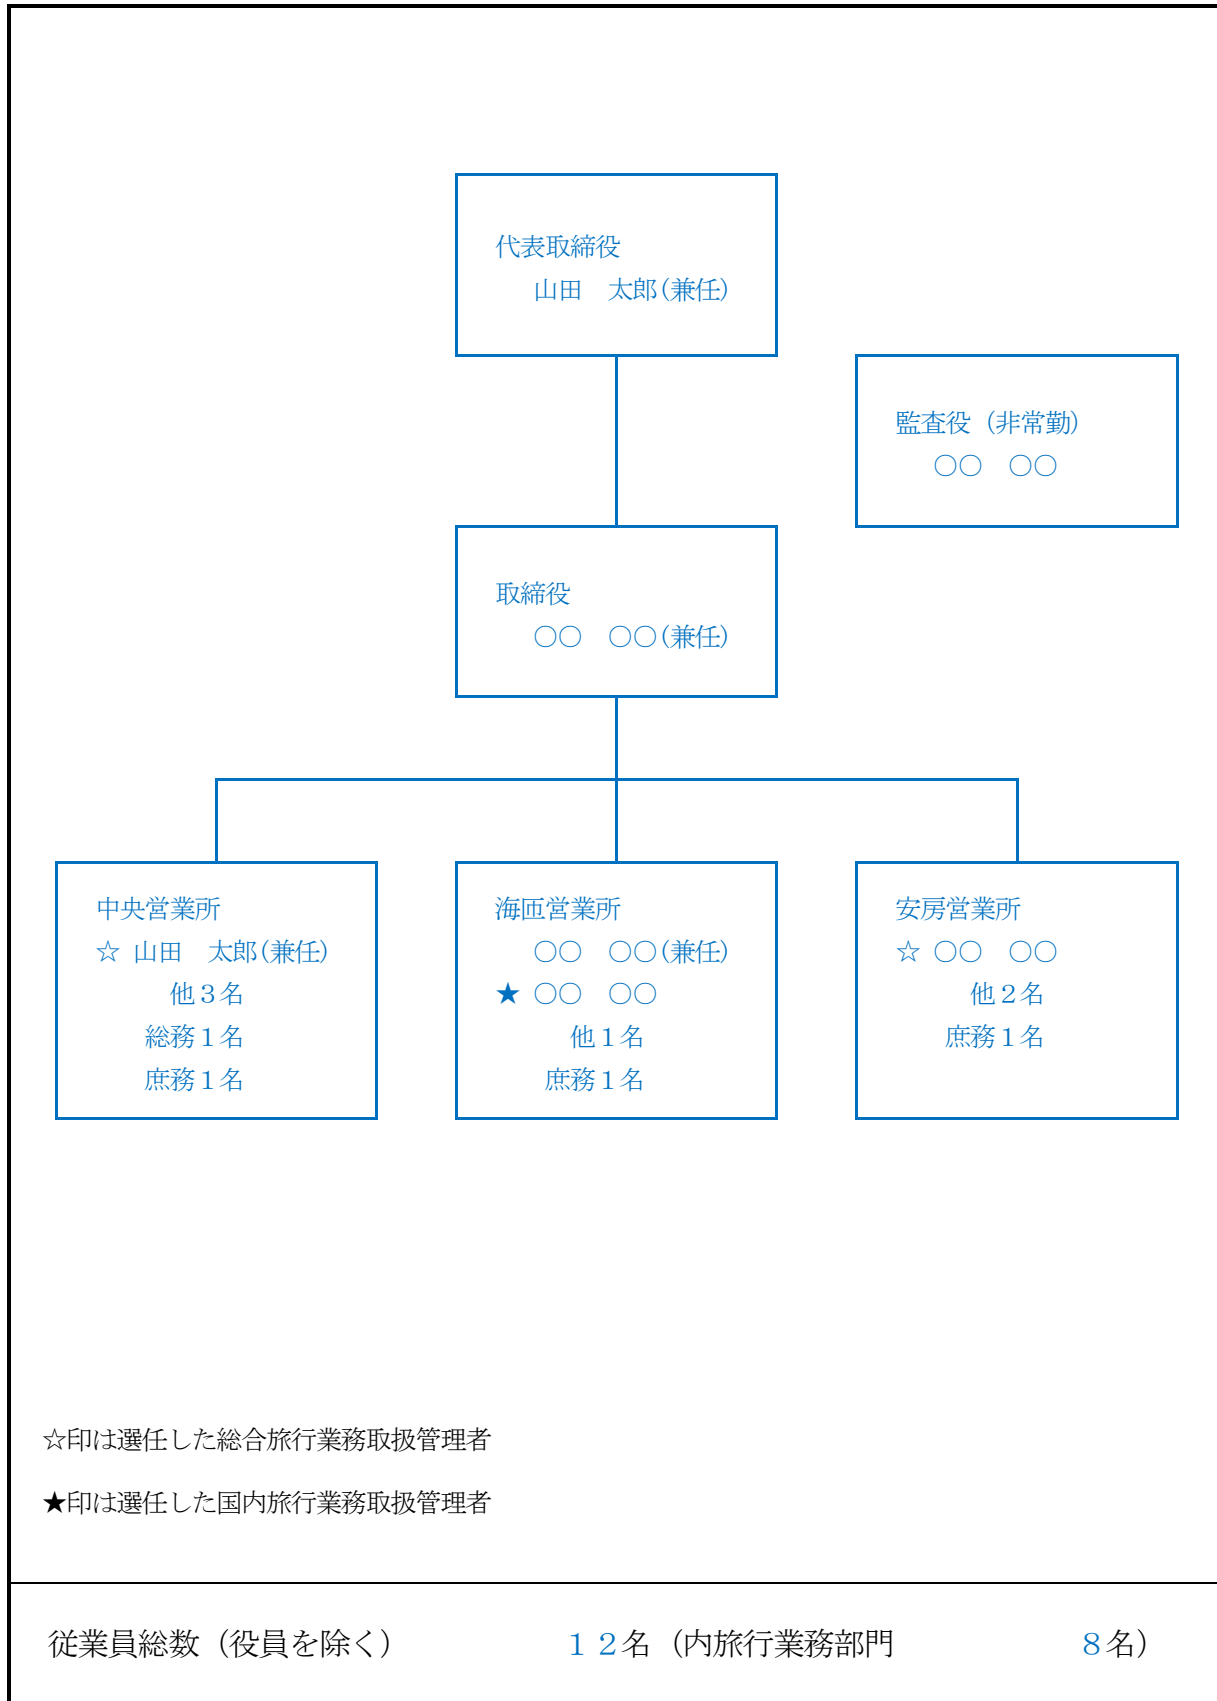 代表取締役
山田　太郎(兼任)
監査役（非常勤）
○○　○○
取締役
○○　○○(兼任)
中央営業所
☆ 山田　太郎(兼任)
他３名
総務１名
庶務１名
海匝営業所
○○　○○(兼任)
★ ○○　○○
他１名
庶務１名
安房営業所
☆ ○○　○○
他２名
庶務１名
☆印は選任した総合旅行業務取扱管理者
★印は選任した国内旅行業務取扱管理者
従業員総数（役員を除く）　１２名（内旅行業務部門　８名）